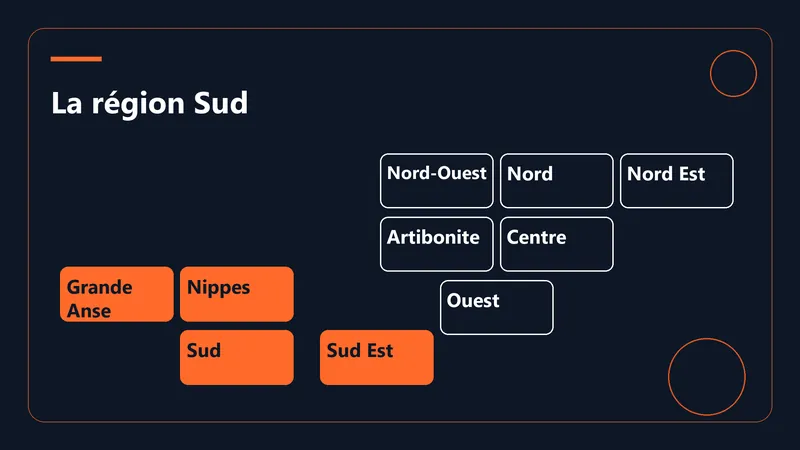 La région Sud
Nord-Ouest
Nord
Nord Est
Artibonite
Centre
Grande
Anse
Nippes
Ouest
Sud
Sud Est